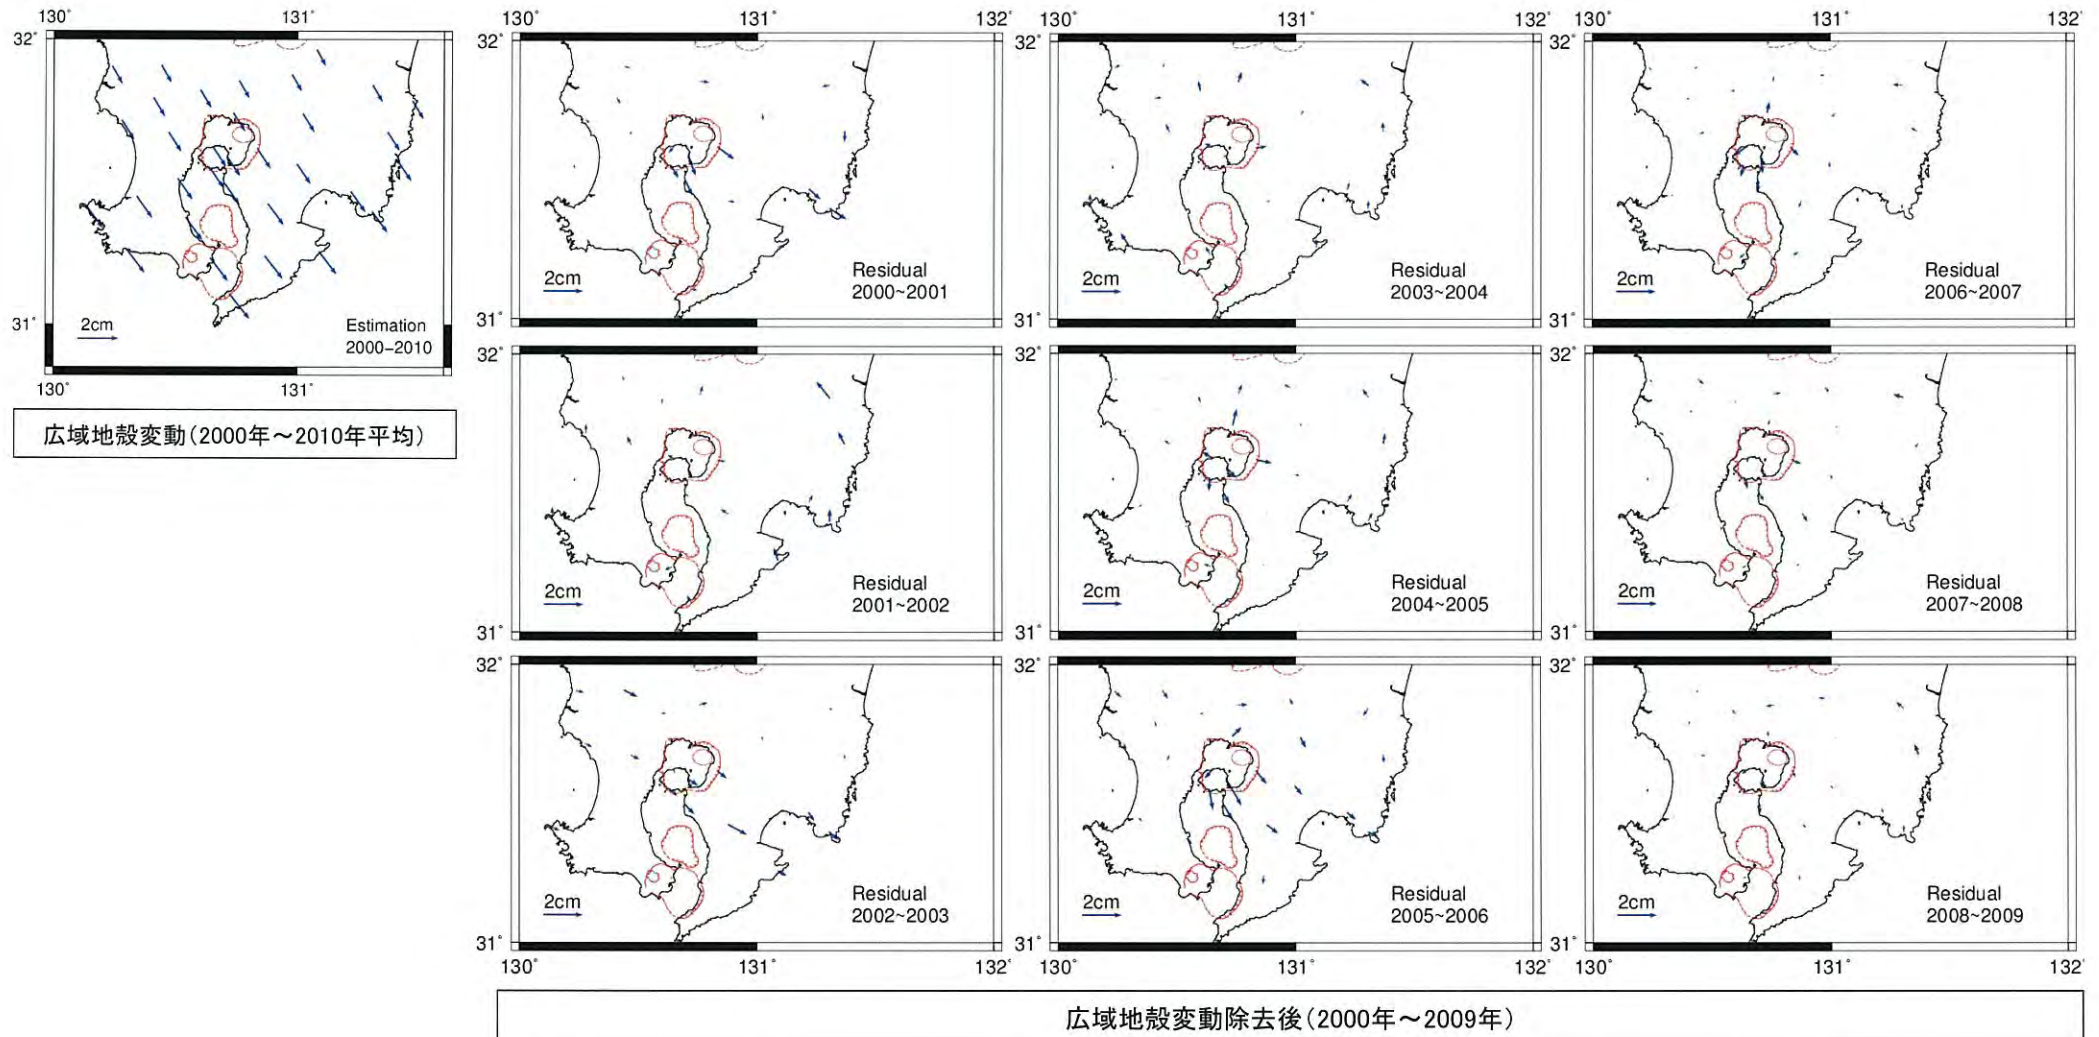 130° 131°
32°
31°
2cm
Estimation
2000−2010
130° 131°
広域地殻変動(2000年～2010年平均)
130° 131° 132°
32°
2cm
Residual
2000~2001
31°
130° 131° 132°
32°
2cm
Residual
2003~2004
31°
130° 131° 132°
32°
2cm
Residual
2006~2007
31°
32°
2cm
Residual
2001~2002
31°
32°
2cm
Residual
2004~2005
31°
32°
2cm
Residual
2007~2008
31°
32°
2cm
Residual
2002~2003
31°
130° 131° 132°
32°
2cm
Residual
2005~2006
31°
130° 131° 132°
32°
2cm
Residual
2008~2009
31°
130° 131° 132°
広域地殻変動除去後(2000年～2009年)